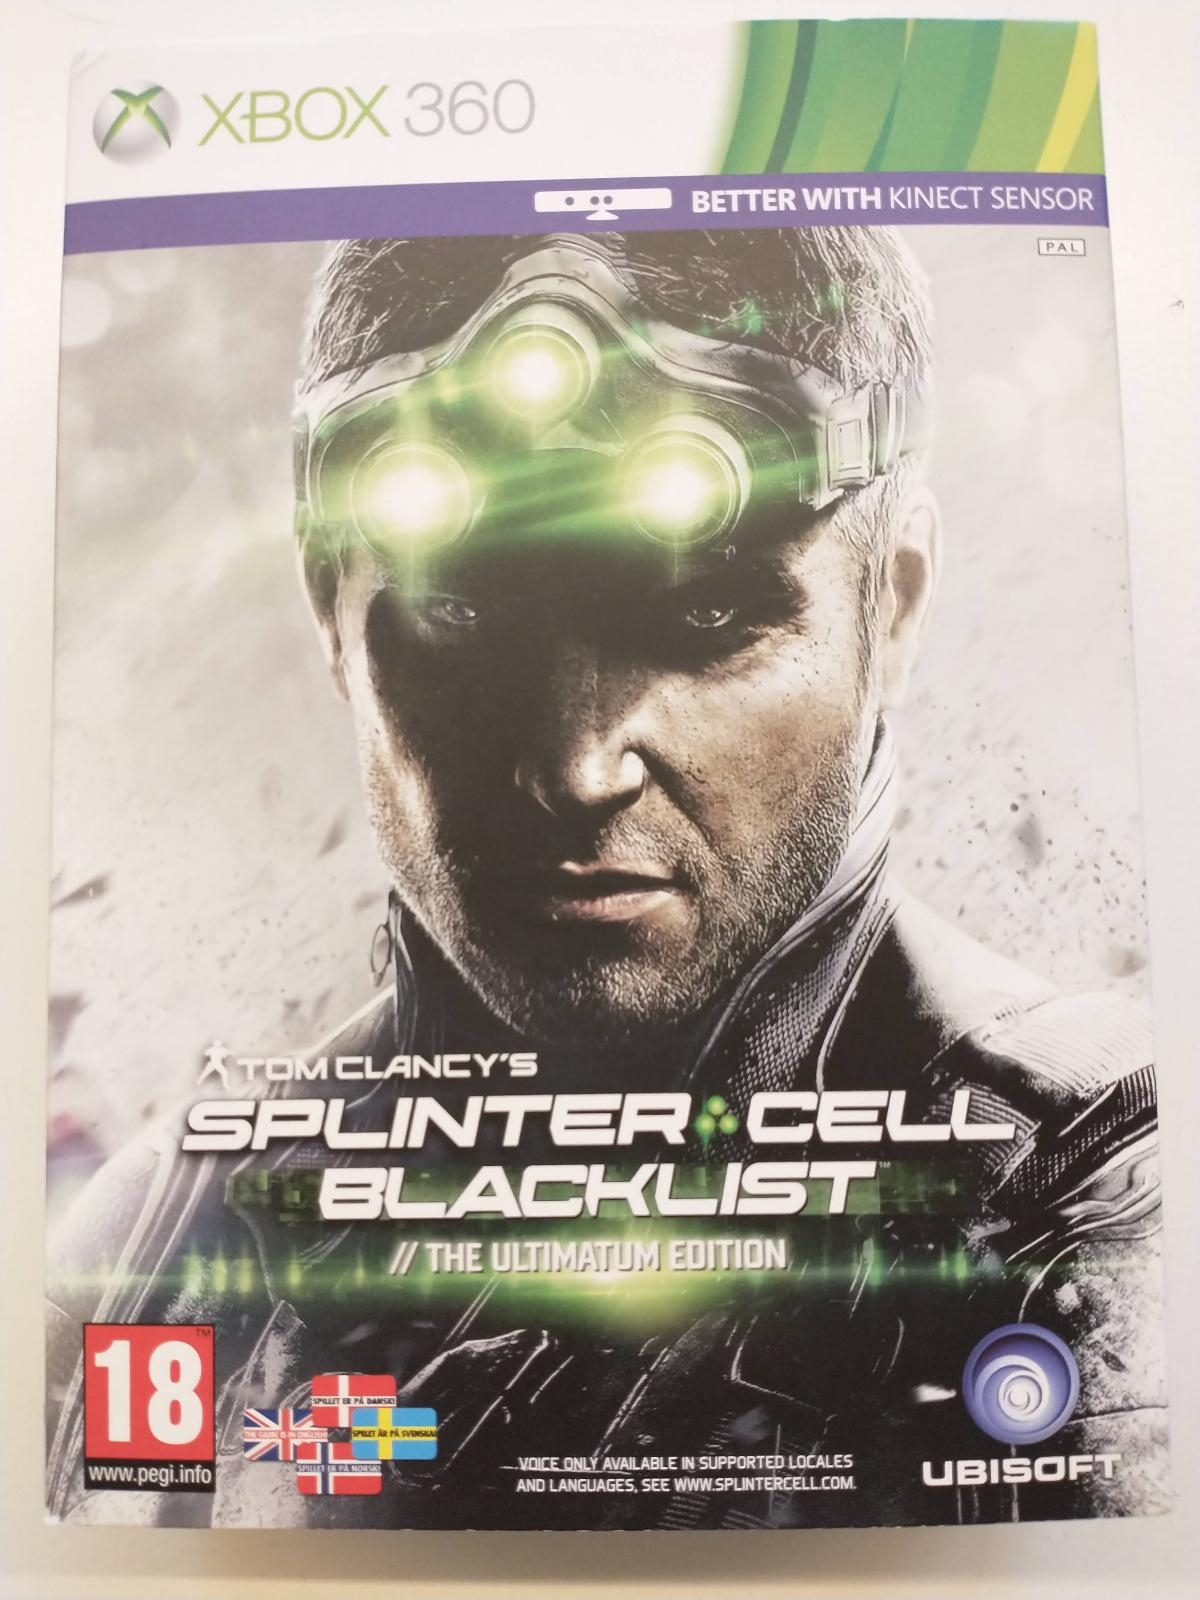 XBOX 360
BETTER WITH KINECT SENSOR
PAL
TOM CLANCY'S
SPLINTER CELL
BLACKLIST™
// THE ULTIMATUM EDITION
18™
www.pegi.info
SPILLET ER PÅ DANSK!
THE GAME IS IN ENGLISH!
SPELET ÄR PÅ SVENSKA!
SPILLET ER PÅ NORSK!
VOICE ONLY AVAILABLE IN SUPPORTED LOCALES
AND LANGUAGES, SEE WWW.SPLINTERCELL.COM.
UBISOFT